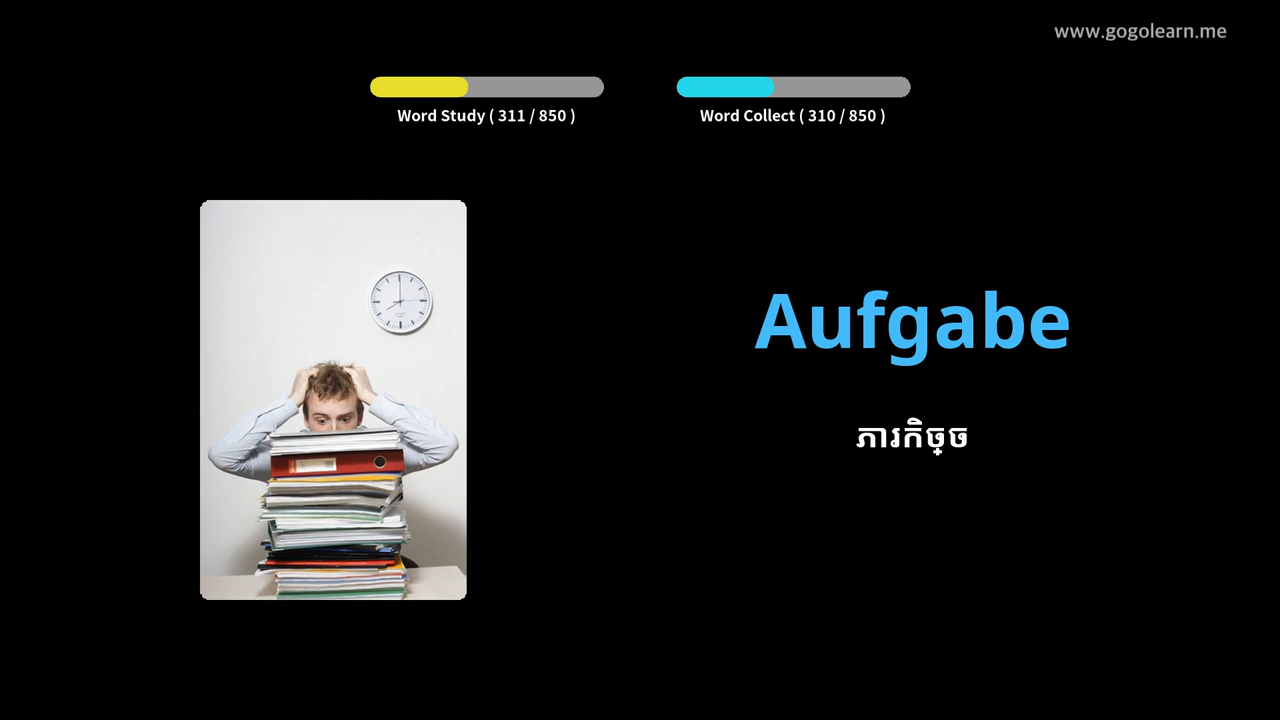 www.gogolearn.me
Word Study ( 311 / 850 )
Word Collect ( 310 / 850 )
Aufgabe
ភារកិច្ច